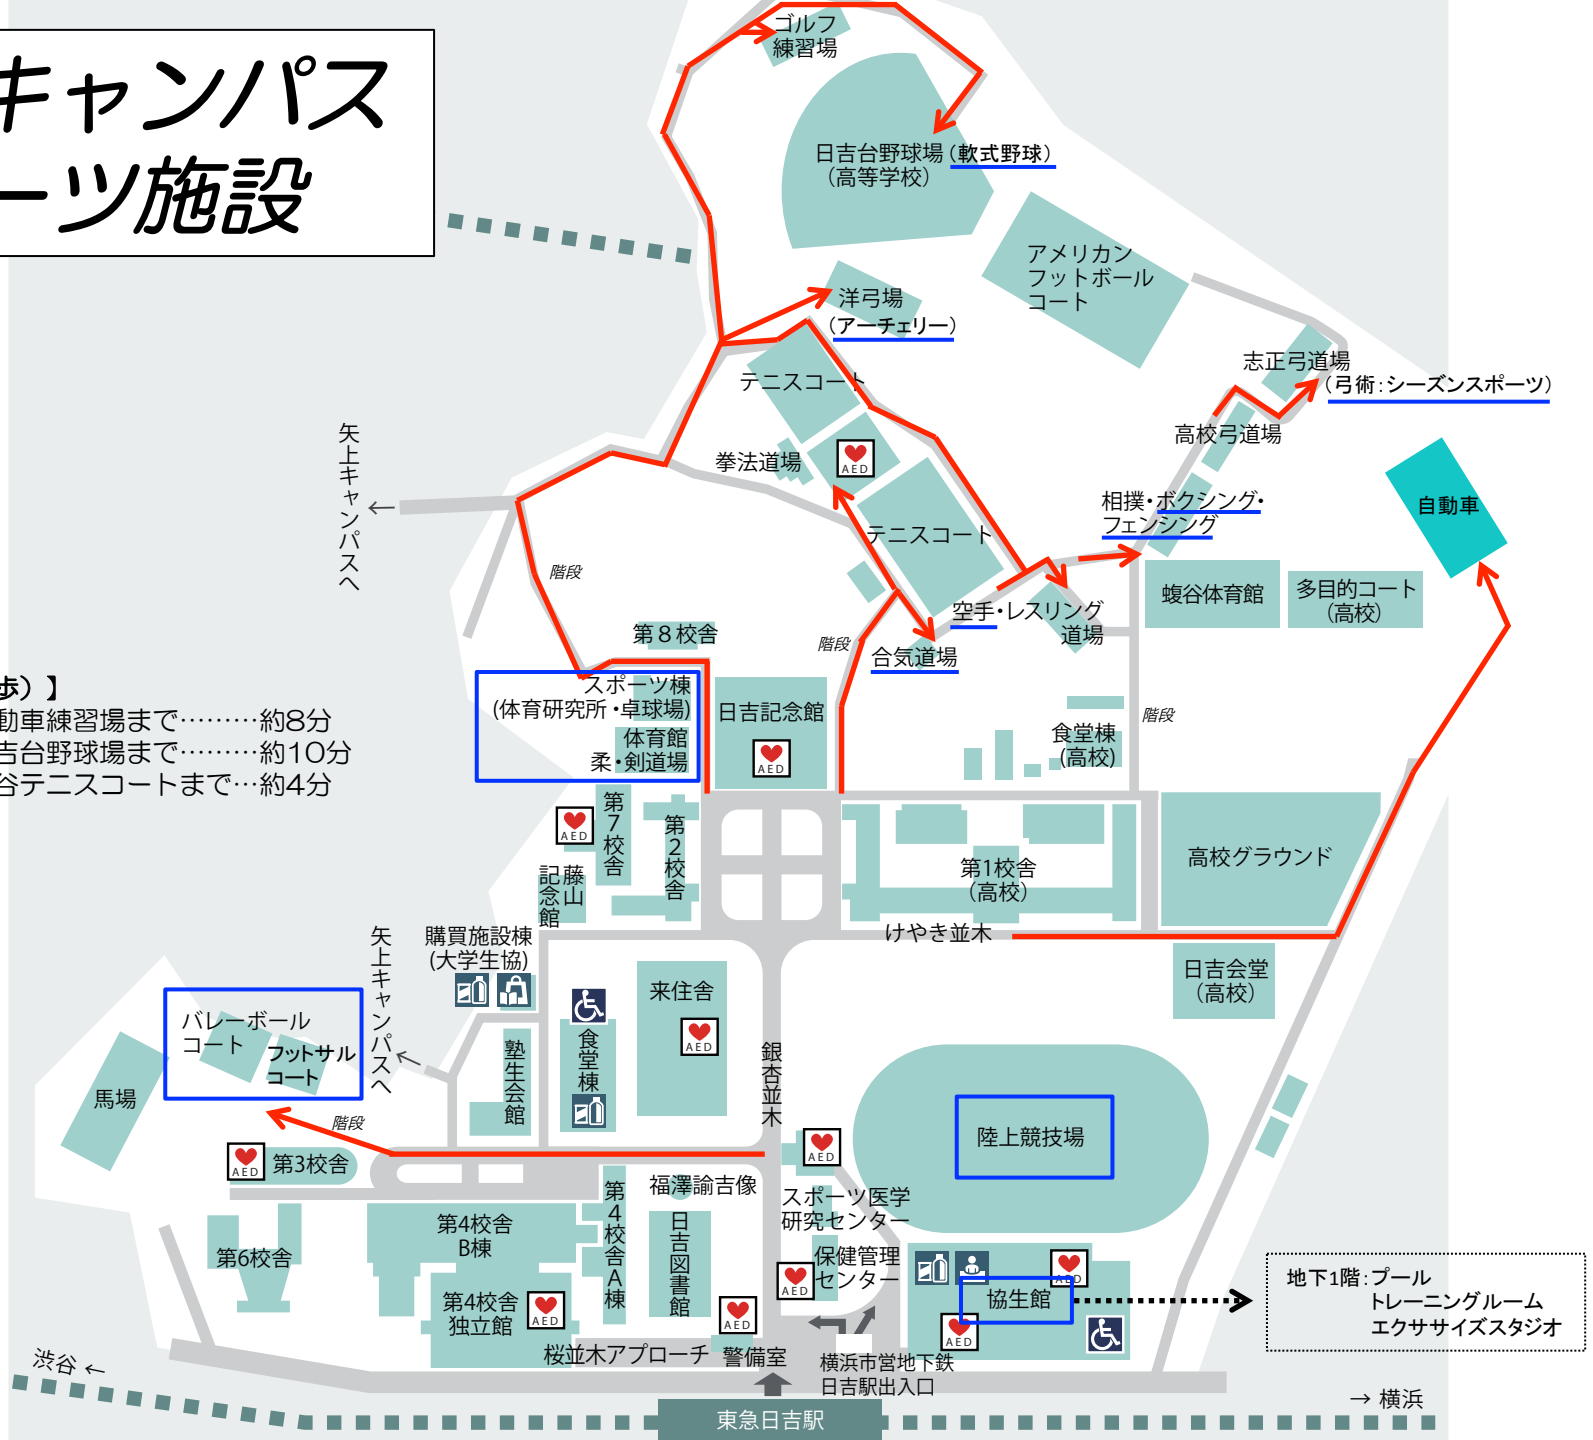 キャンパス
ーツ施設
ゴルフ
練習場
日吉台野球場(軟式野球)
(高等学校)
アメリカン
フットボール
コート
洋弓場
(アーチェリー)
テニスコート
志正弓道場
(弓術:シーズンスポーツ)
高校弓道場
拳法道場
AED
矢上キャンパスへ
←
相撲・ボクシング・
フェンシング
自動車
テニスコート
階段
蝮谷体育館
多目的コート
(高校)
空手・レスリング
道場
第8校舎
階段
合気道場
歩)】
動車練習場まで………約8分
吉台野球場まで………約10分
谷テニスコートまで…約4分
スポーツ棟
(体育研究所・卓球場)
体育館
柔・剣道場
日吉記念館
AED
食堂棟
(高校)
階段
AED
第7校舎
第2校舎
藤山
記念館
第1校舎
(高校)
高校グラウンド
けやき並木
購買施設棟
(大学生協)
矢上キャンパスへ
←
来住舎
AED
日吉会堂
(高校)
バレーボール
コート
フットサル
コート
馬場
塾生会館
食堂棟
銀杏並木
階段
陸上競技場
AED
第3校舎
AED
福澤諭吉像
スポーツ医学
研究センター
第4校舎A棟
第4校舎
B棟
第6校舎
日吉図書館
保健管理
センター
AED
AED
協生館
AED
地下1階:プール
トレーニングルーム
エクササイズスタジオ
第4校舎
独立館
AED
AED
桜並木アプローチ
警備室
横浜市営地下鉄
日吉駅出入口
渋谷 ←
→ 横浜
東急日吉駅